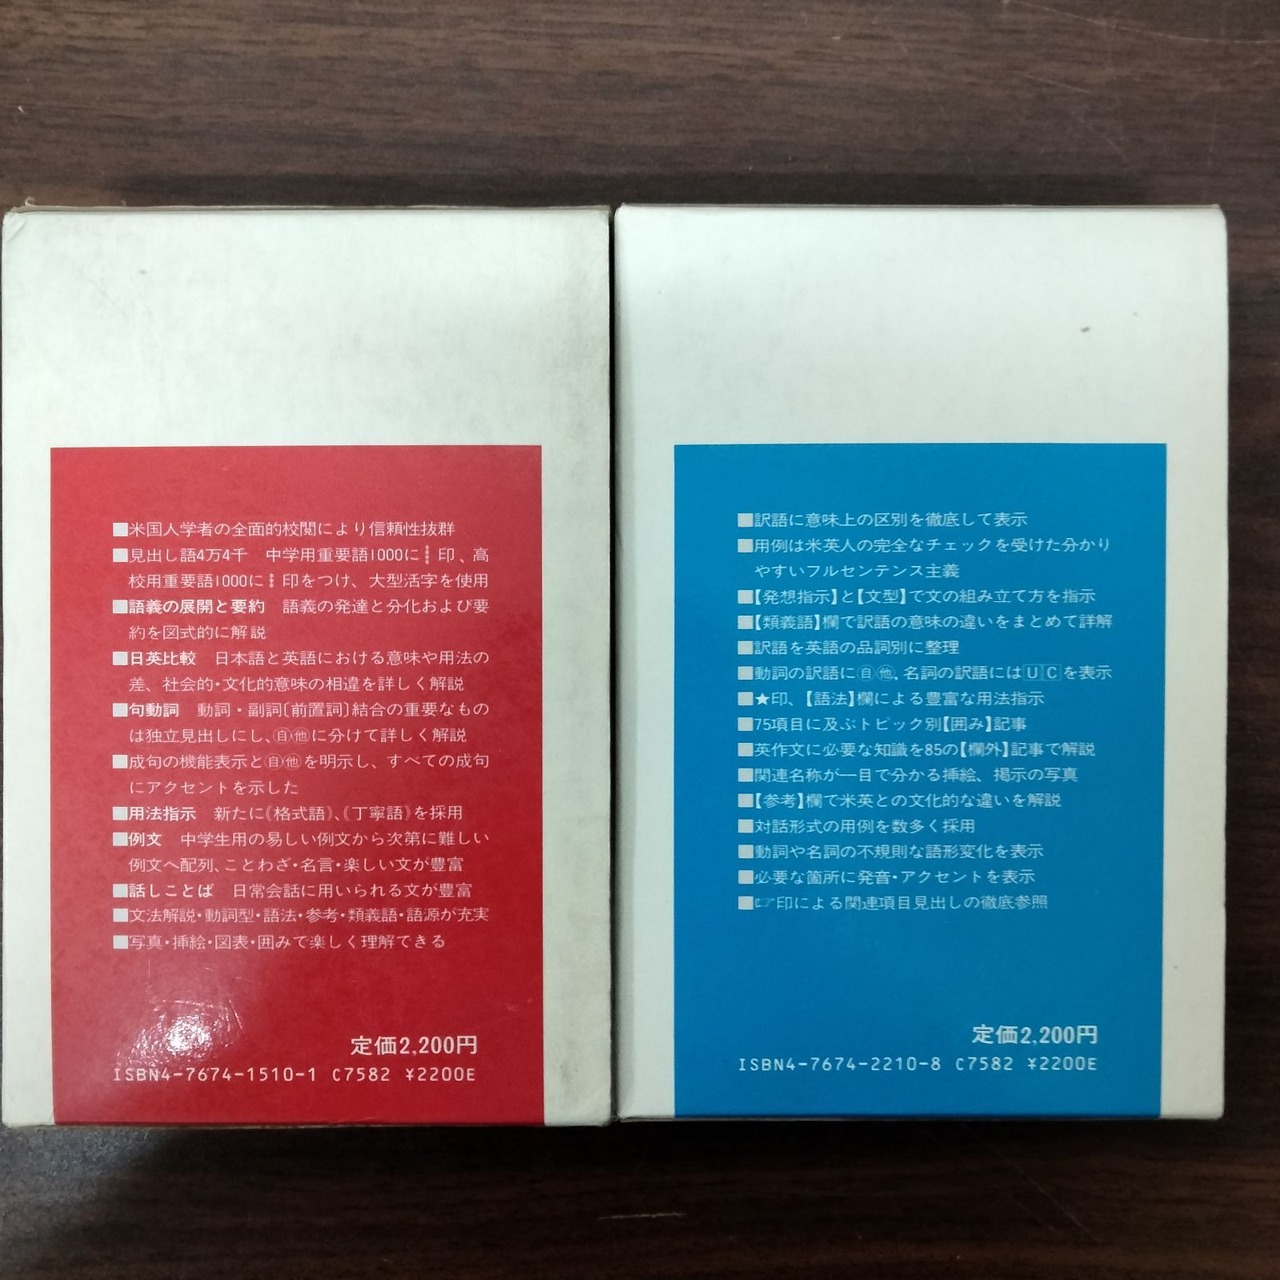 ■米国人学者の全面的校閲により信頼性抜群
■見出し語4万4千　中学用重要語1000に⁑印、高
校用重要語1000に⁑印をつけ、大型活字を使用
■語義の展開と要約　語義の発達と分化および要
約を図式的に解説
■日英比較　日本語と英語における意味や用法の
差、社会的・文化的意味の相違を詳しく解説
■句動詞　動詞・副詞〔前置詞〕結合の重要なもの
は独立見出しにし、㉂・㊀に分けて詳しく解説
■成句の機能表示と自・他を明示し、すべての成句
にアクセントを示した
■用法指示　新たに《格式語》、《丁寧語》を採用
■例文　中学生用の易しい例文から次第に難しい
例文へ配列、ことわざ・名言・楽しい文が豊富
■話しことば　日常会話に用いられる文が豊富
■文法解説・動詞型・語法・参考・類義語・語源が充実
■写真・挿絵・図表・囲みで楽しく理解できる
定価2,200円
ISBN4-7674-1510-1 C7582 ¥2200E
■訳語に意味上の区別を徹底して表示
■用例は米英人の完全なチェックを受けた分かり
やすいフルセンテンス主義
■【発想指示】と【文型】で文の組み立て方を指示
■【類義語】欄で訳語の意味の違いをまとめて詳解
■訳語を英語の品詞別に整理
■動詞の訳語に自他、名詞の訳語にはUCを表示
■★印、【語法】欄による豊富な用法指示
■75項目に及ぶトピック別【囲み】記事
■英作文に必要な知識を85の【欄外】記事で解説
■関連名称が一目で分かる挿絵、掲示の写真
■【参考】欄で米英との文化的な違いを解説
■対話形式の用例を数多く採用
■動詞や名詞の不規則な語形変化を表示
■必要な箇所に発音・アクセントを表示
■☞印による関連項目見出しの徹底参照
定価2,200円
ISBN4-7674-2210-8 C7582 ¥2200E